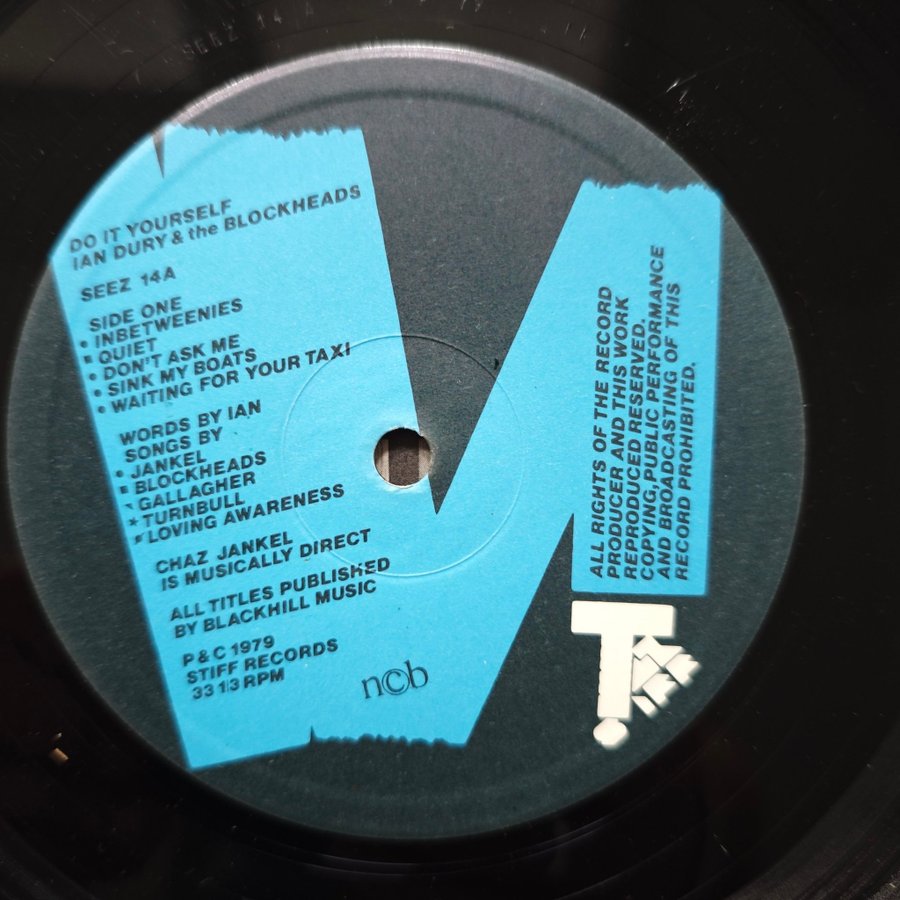 DO IT YOURSELF
IAN DURY & the BLOCKHEADS
SEEZ 14A
SIDE ONE
• INBETWEENIES
■ QUIET
• DON'T ASK ME
• SINK MY BOATS
• WAITING FOR YOUR TAXI
WORDS BY IAN
SONGS BY
• JANKEL
■ BLOCKHEADS
GALLAGHER
★ TURNBULL
LOVING AWARENESS
CHAZ JANKEL
IS MUSICALLY DIRECT
ALL TITLES PUBLISHED
BY BLACKHILL MUSIC
P & C 1979
STIFF RECORDS
33 1/3 RPM
n©b
ALL RIGHTS OF THE RECORD
PRODUCER AND THIS WORK
REPRODUCED RESERVED.
COPYING, PUBLIC PERFORMANCE
AND BROADCASTING OF THIS
RECORD PROHIBITED.